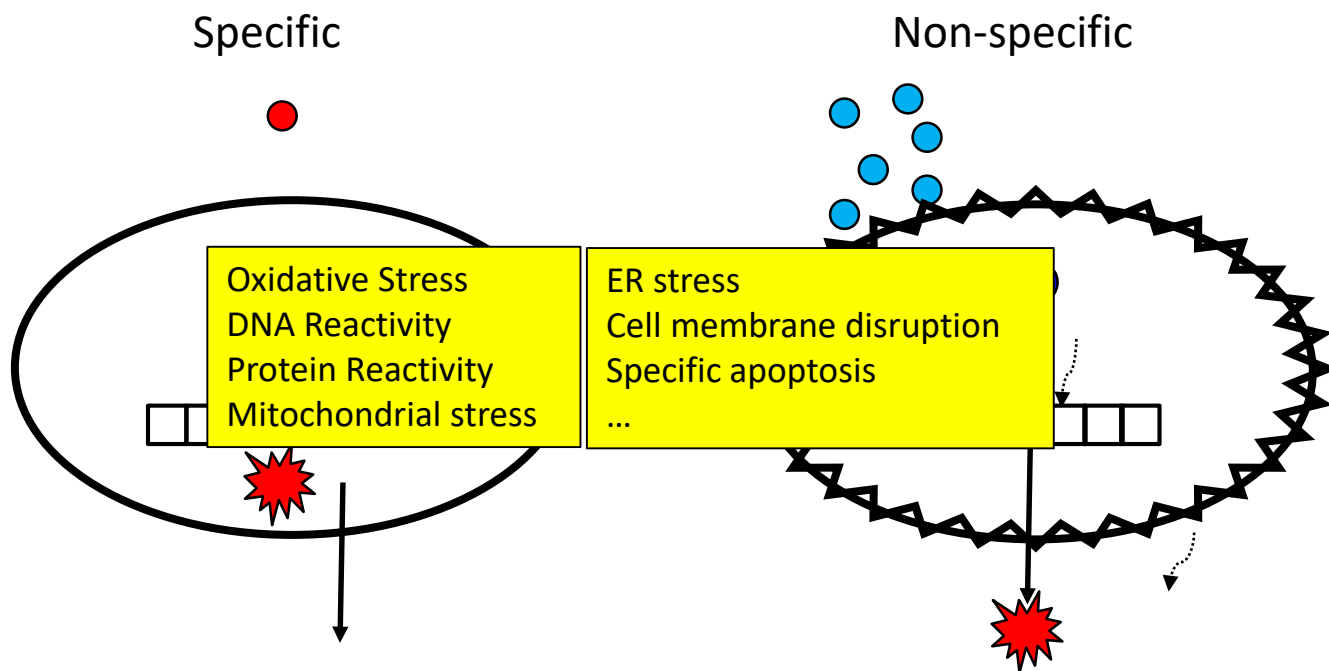 Specific
Non-specific
Oxidative Stress
DNA Reactivity
Protein Reactivity
Mitochondrial stress
ER stress
Cell membrane disruption
Specific apoptosis
...